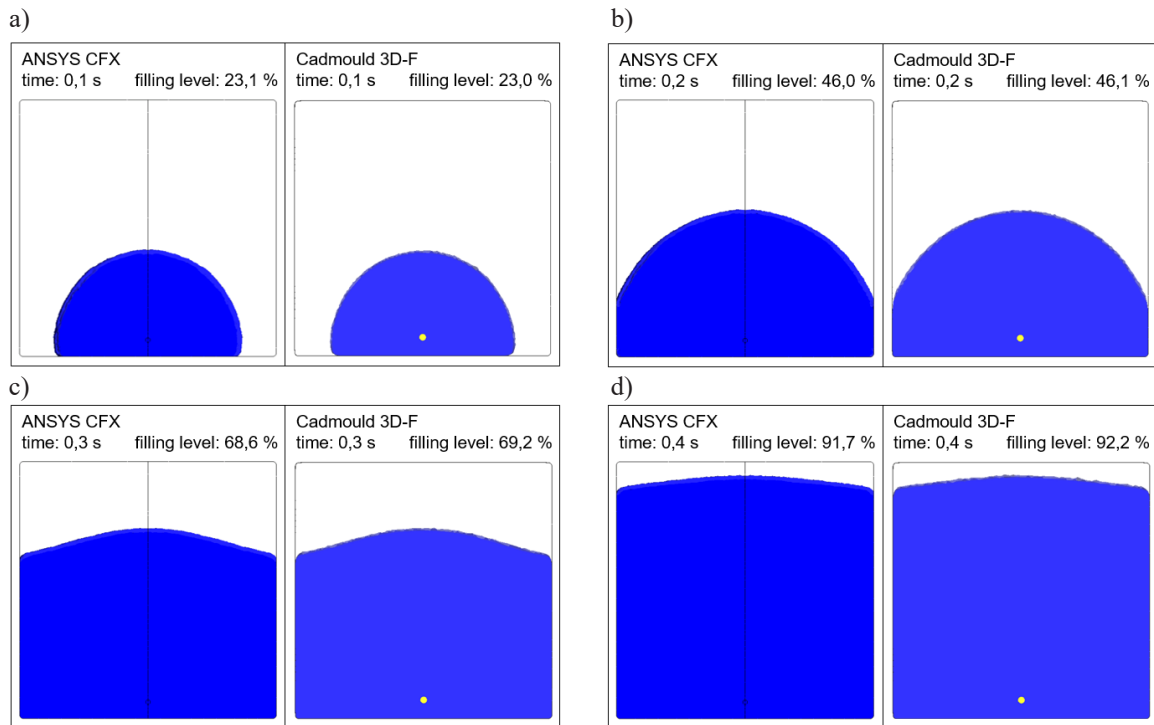 a)
ANSYS CFX
time: 0,1 s filling level: 23,1 %
Cadmould 3D-F
time: 0,1 s filling level: 23,0 %
b)
ANSYS CFX
time: 0,2 s filling level: 46,0 %
Cadmould 3D-F
time: 0,2 s filling level: 46,1 %
c)
ANSYS CFX
time: 0,3 s filling level: 68,6 %
Cadmould 3D-F
time: 0,3 s filling level: 69,2 %
d)
ANSYS CFX
time: 0,4 s filling level: 91,7 %
Cadmould 3D-F
time: 0,4 s filling level: 92,2 %